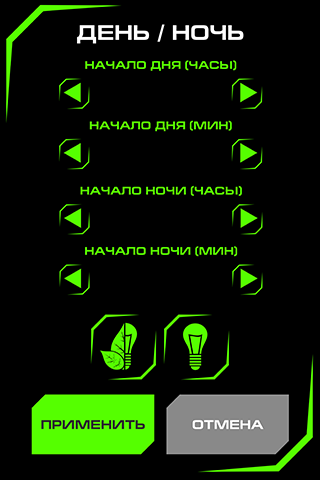 ДЕНЬ / НОЧЬ
НАЧАЛО ДНЯ (ЧАСЫ)
НАЧАЛО ДНЯ (МИН)
НАЧАЛО НОЧИ (ЧАСЫ)
НАЧАЛО НОЧИ (МИН)
ПРИМЕНИТЬ
ОТМЕНА